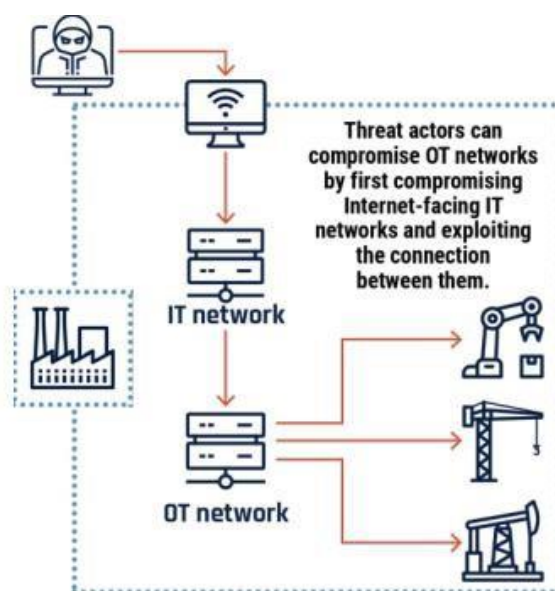 Threat actors can
compromise OT networks
by first compromising
Internet-facing IT
networks and exploiting
the connection
between them.
IT network
OT network